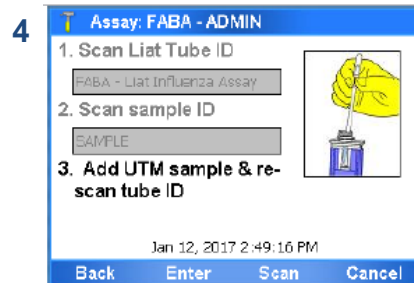 4
Assay: FABA - ADMIN
1. Scan Liat Tube ID
FABA - Liat Influenza Assay
2. Scan sample ID
SAMPLE
3. Add UTM sample & re-
scan tube ID
Jan 12, 2017 2:49:16 PM
Back Enter Scan Cancel